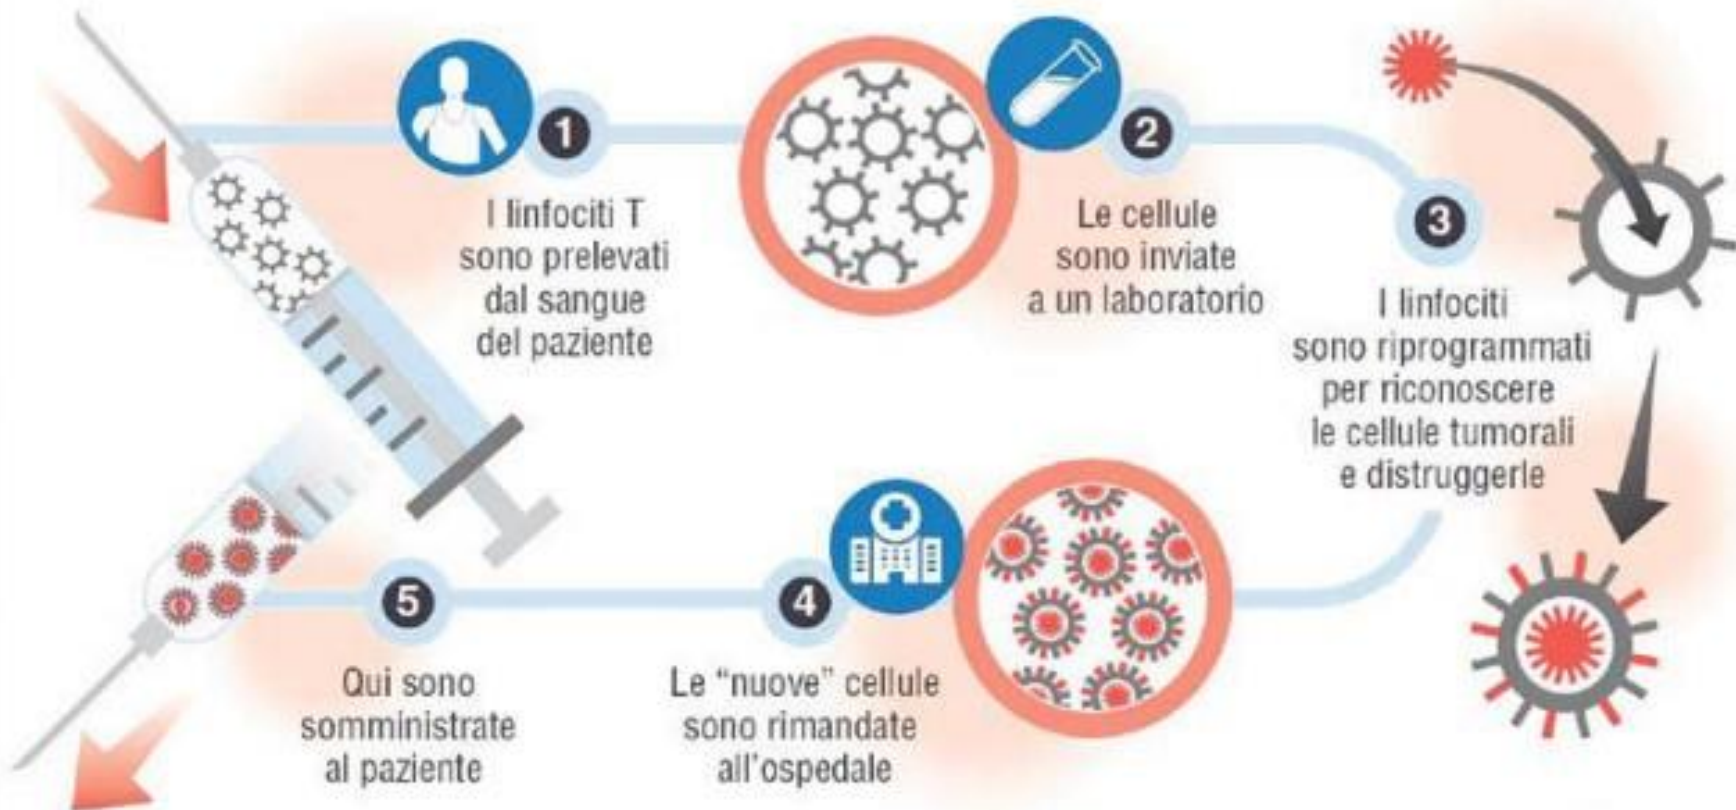 1
I linfociti T
sono prelevati
dal sangue
del paziente
2
Le cellule
sono inviate
a un laboratorio
3
I linfociti
sono riprogrammati
per riconoscere
le cellule tumorali
e distruggerle
4
Le “nuove” cellule
sono rimandate
all’ospedale
5
Qui sono
somministrate
al paziente